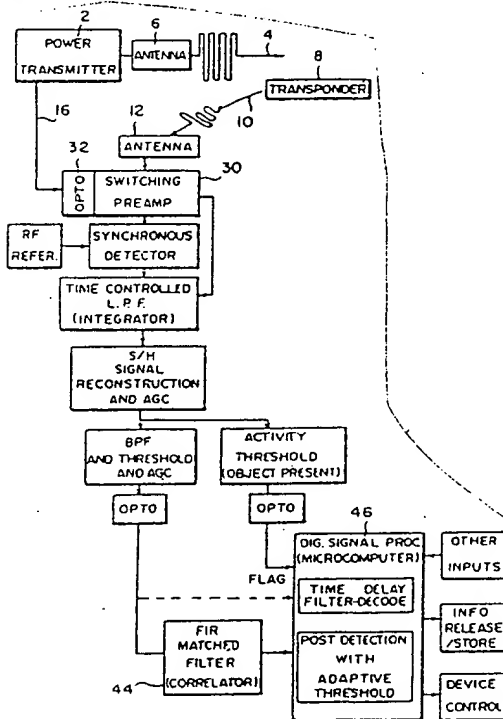 2
6
4
POWER
TRANSMITTER
ANTENNA
8
TRANSPONDER
16
12
10
ANTENNA
32
30
OPTO
SWITCHING
PREAMP
RF
REFER.
SYNCHRONOUS
DETECTOR
TIME CONTROLLED
L.P.F.
(INTEGRATOR)
S/H
SIGNAL
RECONSTRUCTION
AND AGC
BPF
AND THRESHOLD
AND AGC
ACTIVITY
THRESHOLD
(OBJECT PRESENT)
OPTO
OPTO
46
FLAG
DIG. SIGNAL PROC.
(MICROCOMPUTER)
OTHER
INPUTS
TIME DELAY
FILTER-DECODE
INFO
RELEASE
/STORE
FIR
MATCHED
FILTER
(CORRELATOR)
44
POST DETECTION
WITH
ADAPTIVE
THRESHOLD
DEVICE
CONTROL